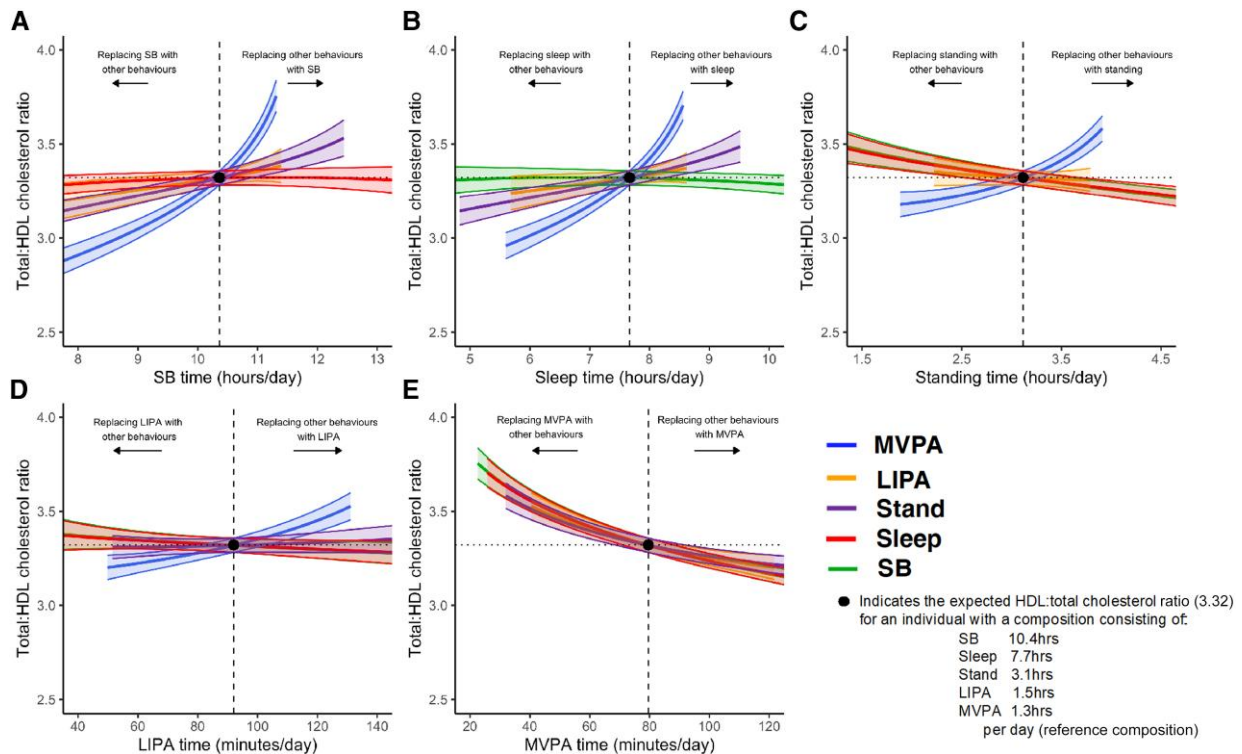 A
Replacing SB with
other behaviours
Replacing other behaviours
with SB
4.0
3.5
3.0
2.5
Total:HDL cholesterol ratio
8 9 10 11 12 13
SB time (hours/day)
B
Replacing sleep with
other behaviours
Replacing other behaviours
with sleep
4.0
3.5
3.0
2.5
Total:HDL cholesterol ratio
5 6 7 8 9 10
Sleep time (hours/day)
C
Replacing standing with
other behaviours
Replacing other behaviours
with standing
4.0
3.5
3.0
2.5
Total:HDL cholesterol ratio
1.5 2.5 3.5 4.5
Standing time (hours/day)
D
Replacing LIPA with
other behaviours
Replacing other behaviours
with LIPA
4.0
3.5
3.0
2.5
Total:HDL cholesterol ratio
40 60 80 100 120 140
LIPA time (minutes/day)
E
Replacing MVPA with
other behaviours
Replacing other behaviours
with MVPA
4.0
3.5
3.0
2.5
Total:HDL cholesterol ratio
20 40 60 80 100 120
MVPA time (minutes/day)
MVPA
LIPA
Stand
Sleep
SB
Indicates the expected HDL:total cholesterol ratio (3.32)
for an individual with a composition consisting of:
SB 10.4hrs
Sleep 7.7hrs
Stand 3.1hrs
LIPA 1.5hrs
MVPA 1.3hrs
per day (reference composition)